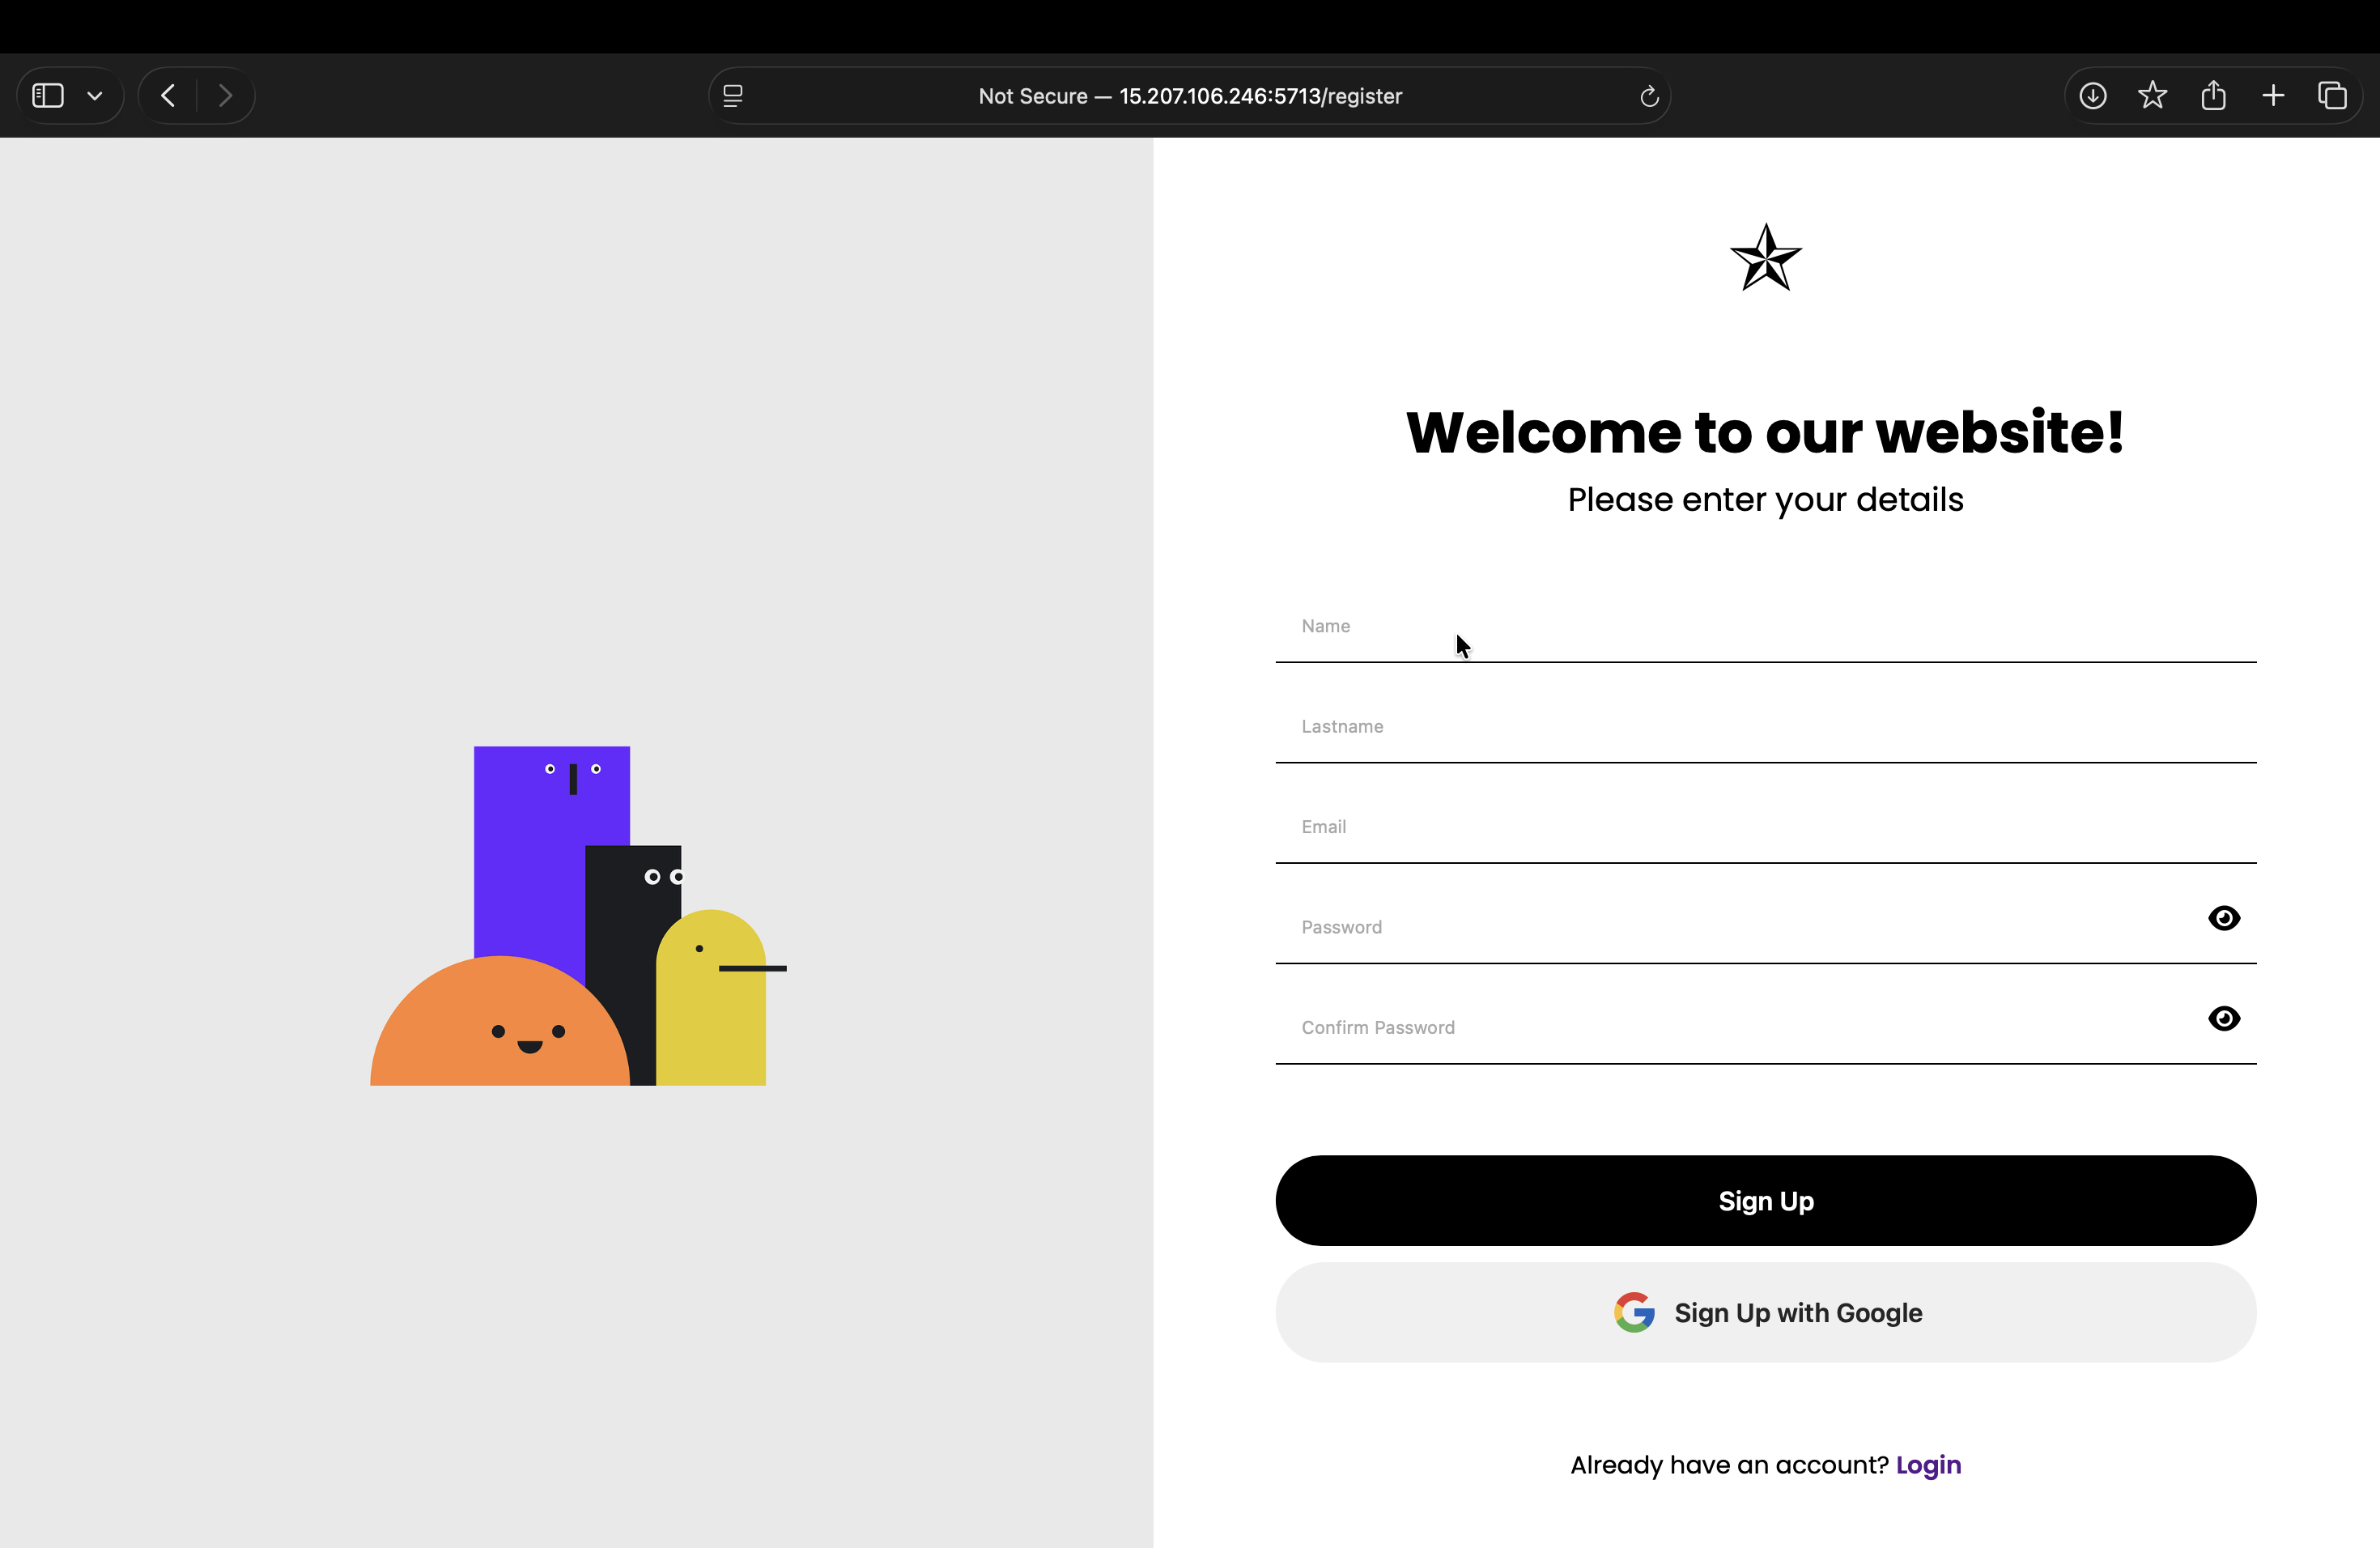 Not Secure — 15.207.106.246:5713/register
Welcome to our website!
Please enter your details
Name
Lastname
Email
Password
Confirm Password
Sign Up
Sign Up with Google
Already have an account? Login